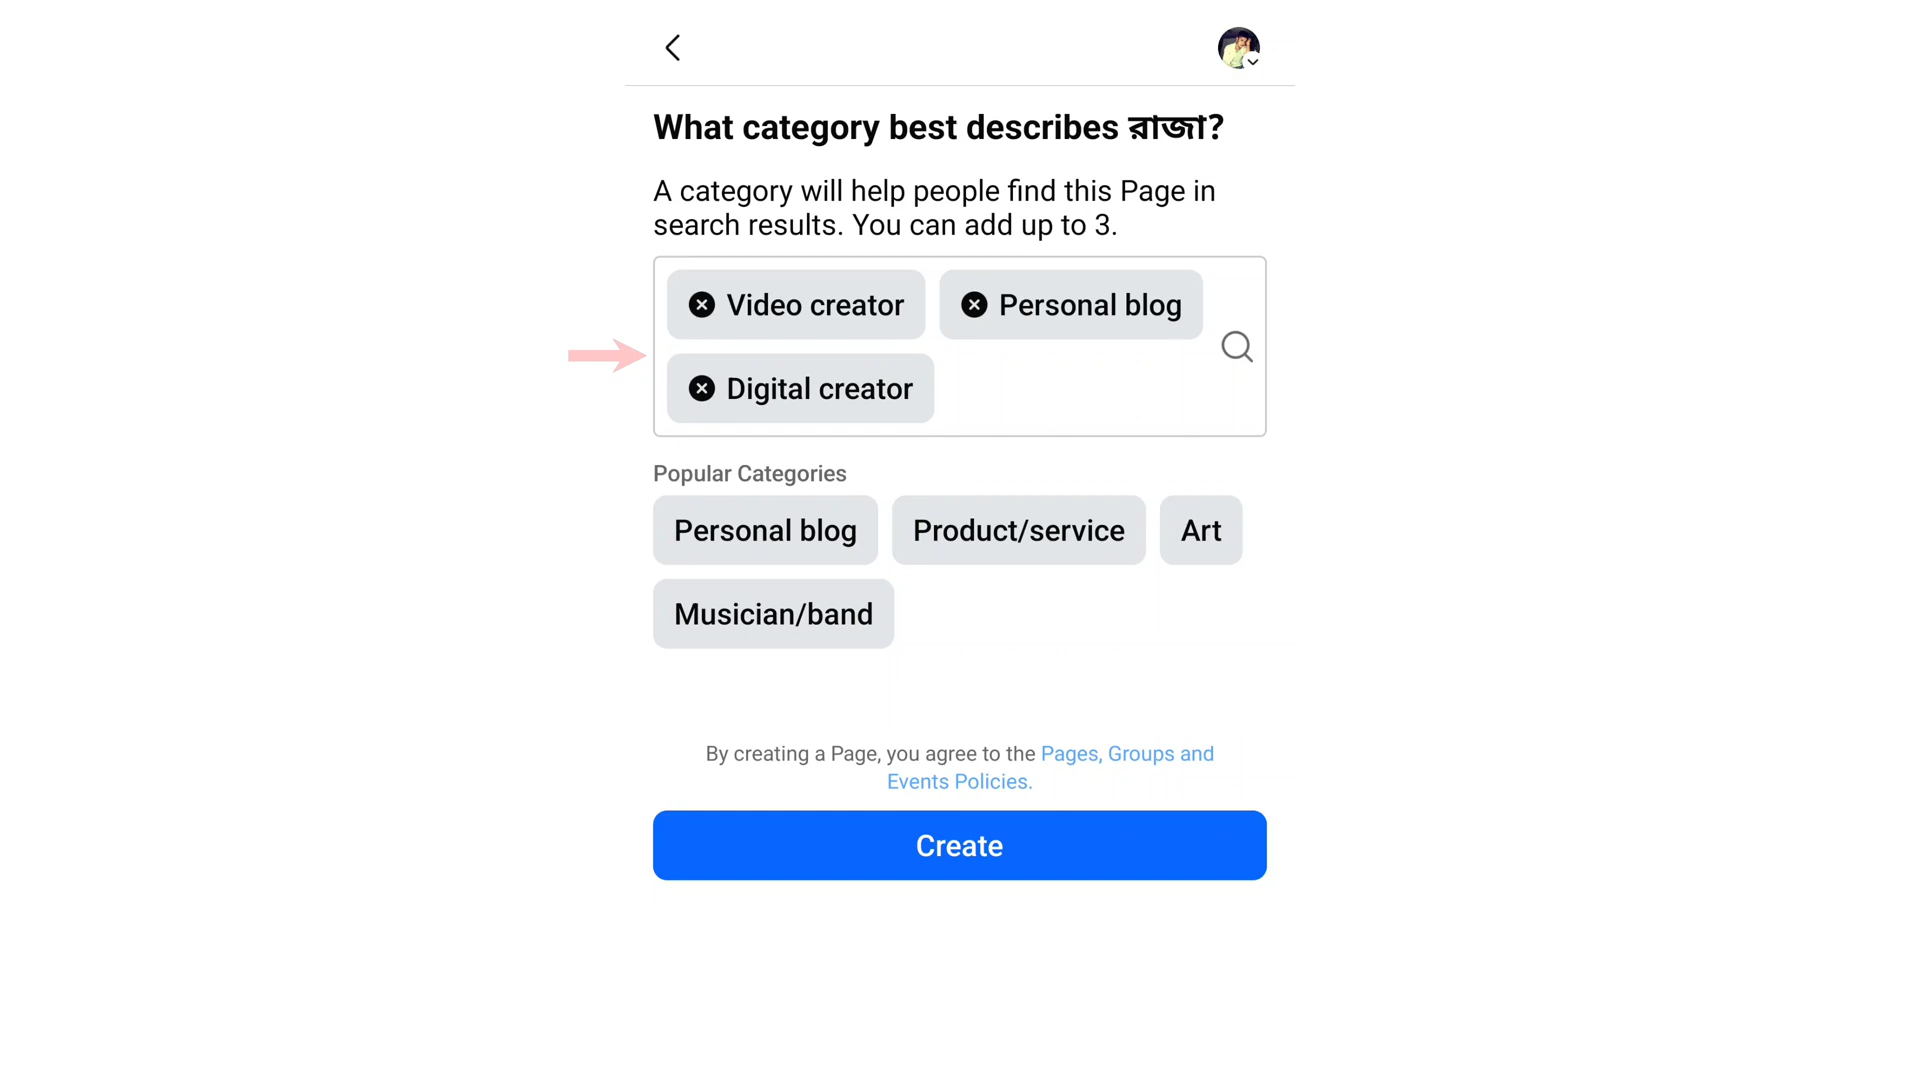 What category best describes রাজা?
A category will help people find this Page in
search results. You can add up to 3.
Video creator
Personal blog
Digital creator
Popular Categories
Personal blog
Product/service
Art
Musician/band
By creating a Page, you agree to the Pages, Groups and
Events Policies.
Create